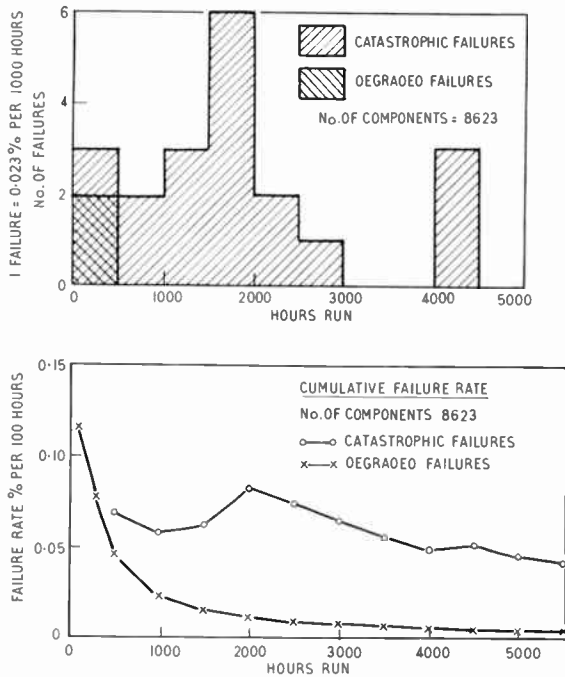 6
4
2
0
1 FAILURE = 0·023% PER 1000 HOURS
No. OF FAILURES
CATASTROPHIC FAILURES
OEGRAOEO FAILURES
No. OF COMPONENTS = 8623
0 1000 2000 3000 4000 5000
HOURS RUN
0·15
0·10
0·05
0
FAILURE RATE % PER 100 HOURS
CUMULATIVE FAILURE RATE
No. OF COMPONENTS 8623
CATASTROPHIC FAILURES
OEGRAOEO FAILURES
0 1000 2000 3000 4000 5000
HOURS RUN